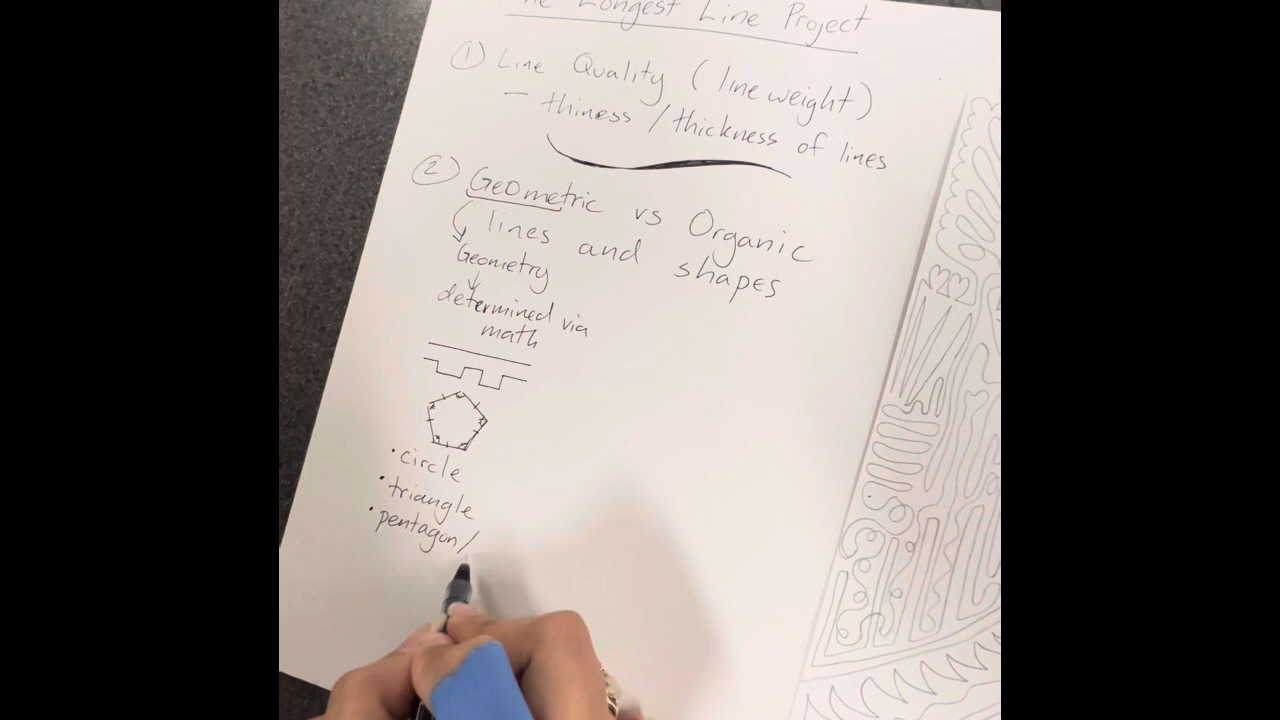 The Longest Line Project
① Line Quality (line weight)
- thiness / thickness of lines
② Geometric vs Organic
lines and shapes
Geometry
determined via
math
• circle
• triangle
• pentagon/